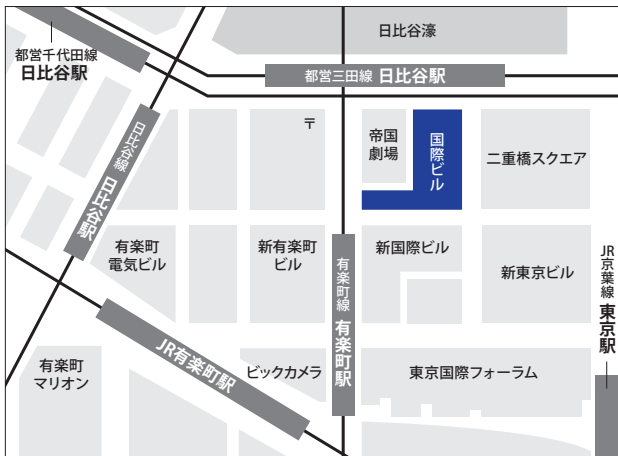 日比谷濠
都営千代田線
日比谷駅
都営三田線 日比谷駅
日比谷線 日比谷駅
〒
帝国
劇場
国際ビル
二重橋スクエア
有楽町
電気ビル
新有楽町
ビル
有楽町線 有楽町駅
新国際ビル
新東京ビル
JR京葉線 東京駅
JR有楽町駅
有楽町
マリオン
ビックカメラ
東京国際フォーラム